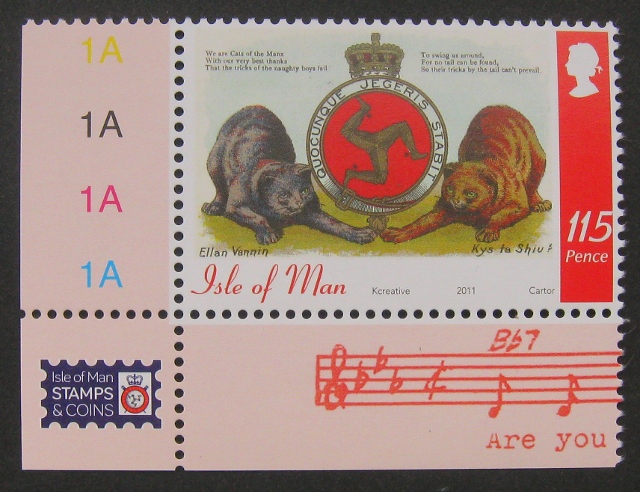 1A
1A
1A
1A
We are Cats of the Manx
With our very best thanks
That the tricks of the naughty boys fail
To swing us around,
For no tail can be found,
So their tricks by the tail can't prevail.
QUOCUNQUE JEGERIS STABIT
Ellan Vannin
Kys ta Shiu?
115
Pence
Isle of Man
Kcreative 2011 Cartor
Isle of Man
STAMPS
& COINS
Bb7
Are you